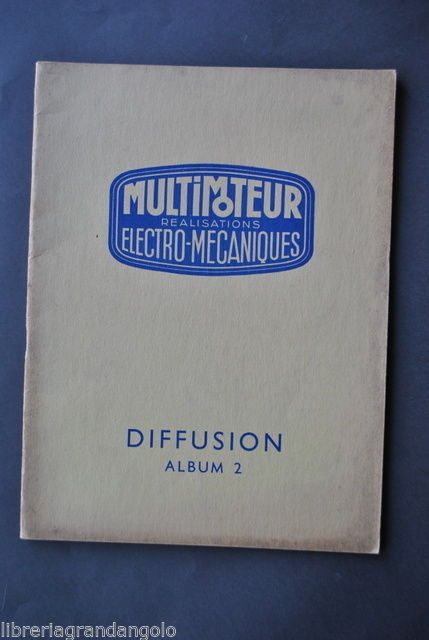 MULTIMOTEUR
REALISATIONS
ELECTRO-MECANIQUES
DIFFUSION
ALBUM 2
libreriagrandangolo